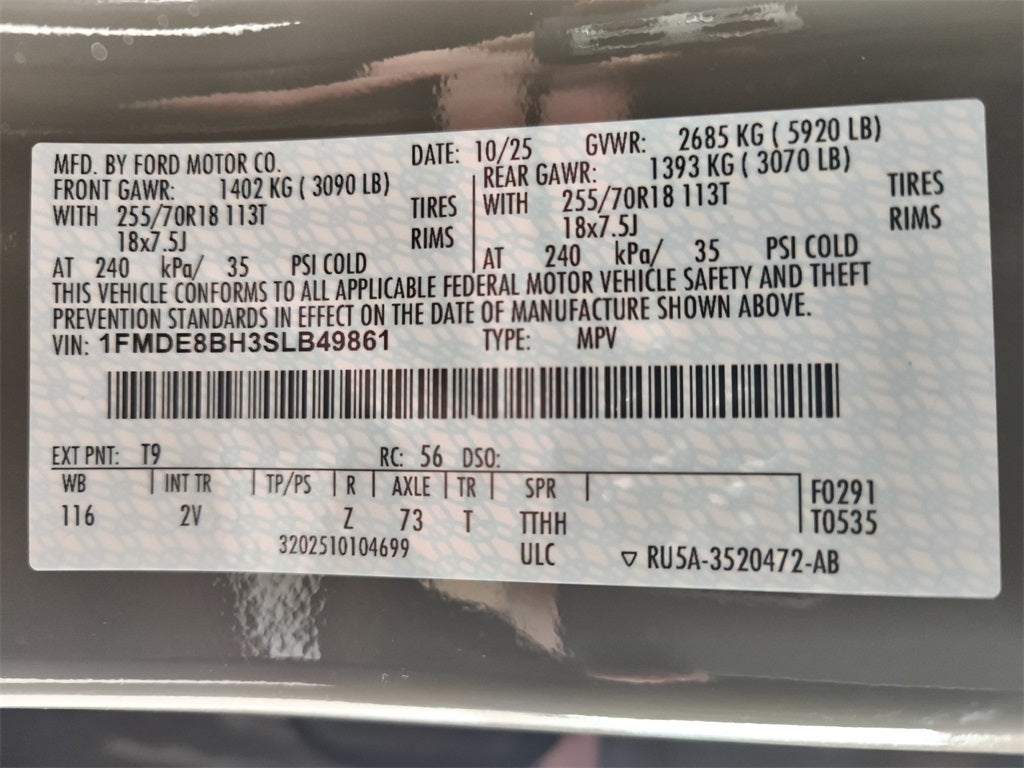 MFD. BY FORD MOTOR CO. DATE: 10/25 GVWR: 2685 KG ( 5920 LB)
FRONT GAWR: 1402 KG ( 3090 LB) REAR GAWR: 1393 KG ( 3070 LB)
WITH 255/70R18 113T TIRES WITH 255/70R18 113T TIRES
18x7.5J RIMS 18x7.5J RIMS
AT 240 kPa/ 35 PSI COLD AT 240 kPa/ 35 PSI COLD
THIS VEHICLE CONFORMS TO ALL APPLICABLE FEDERAL MOTOR VEHICLE SAFETY AND THEFT
PREVENTION STANDARDS IN EFFECT ON THE DATE OF MANUFACTURE SHOWN ABOVE.
VIN: 1FMDE8BH3SLB49861 TYPE: MPV
EXT PNT: T9 RC: 56 DSO:
WB INT TR TP/PS R AXLE TR SPR F0291
116 2V Z 73 T TTHH T0535
3202510104699 ULC ▽ RU5A-3520472-AB